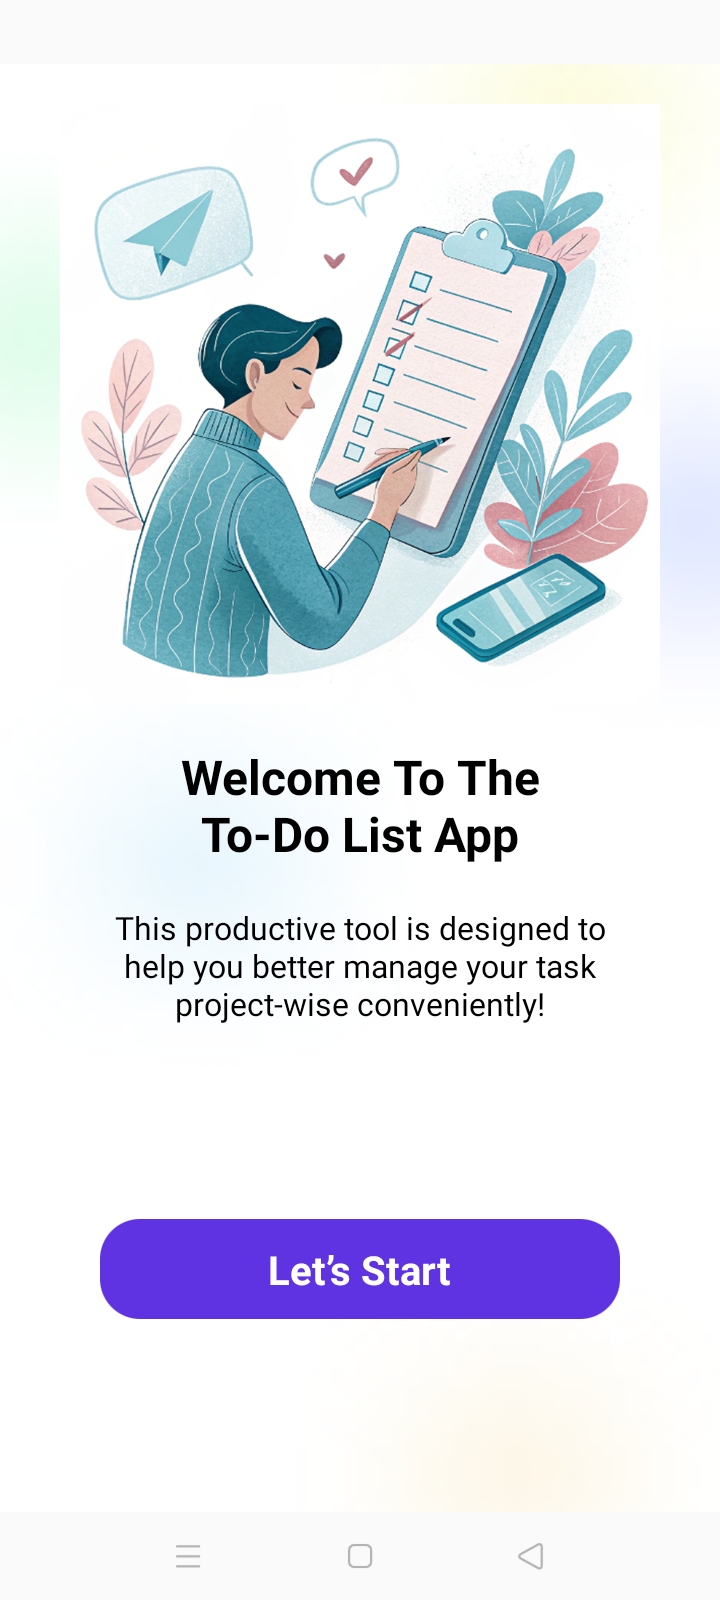 Welcome To The
To-Do List App
This productive tool is designed to
help you better manage your task
project-wise conveniently!
Let’s Start